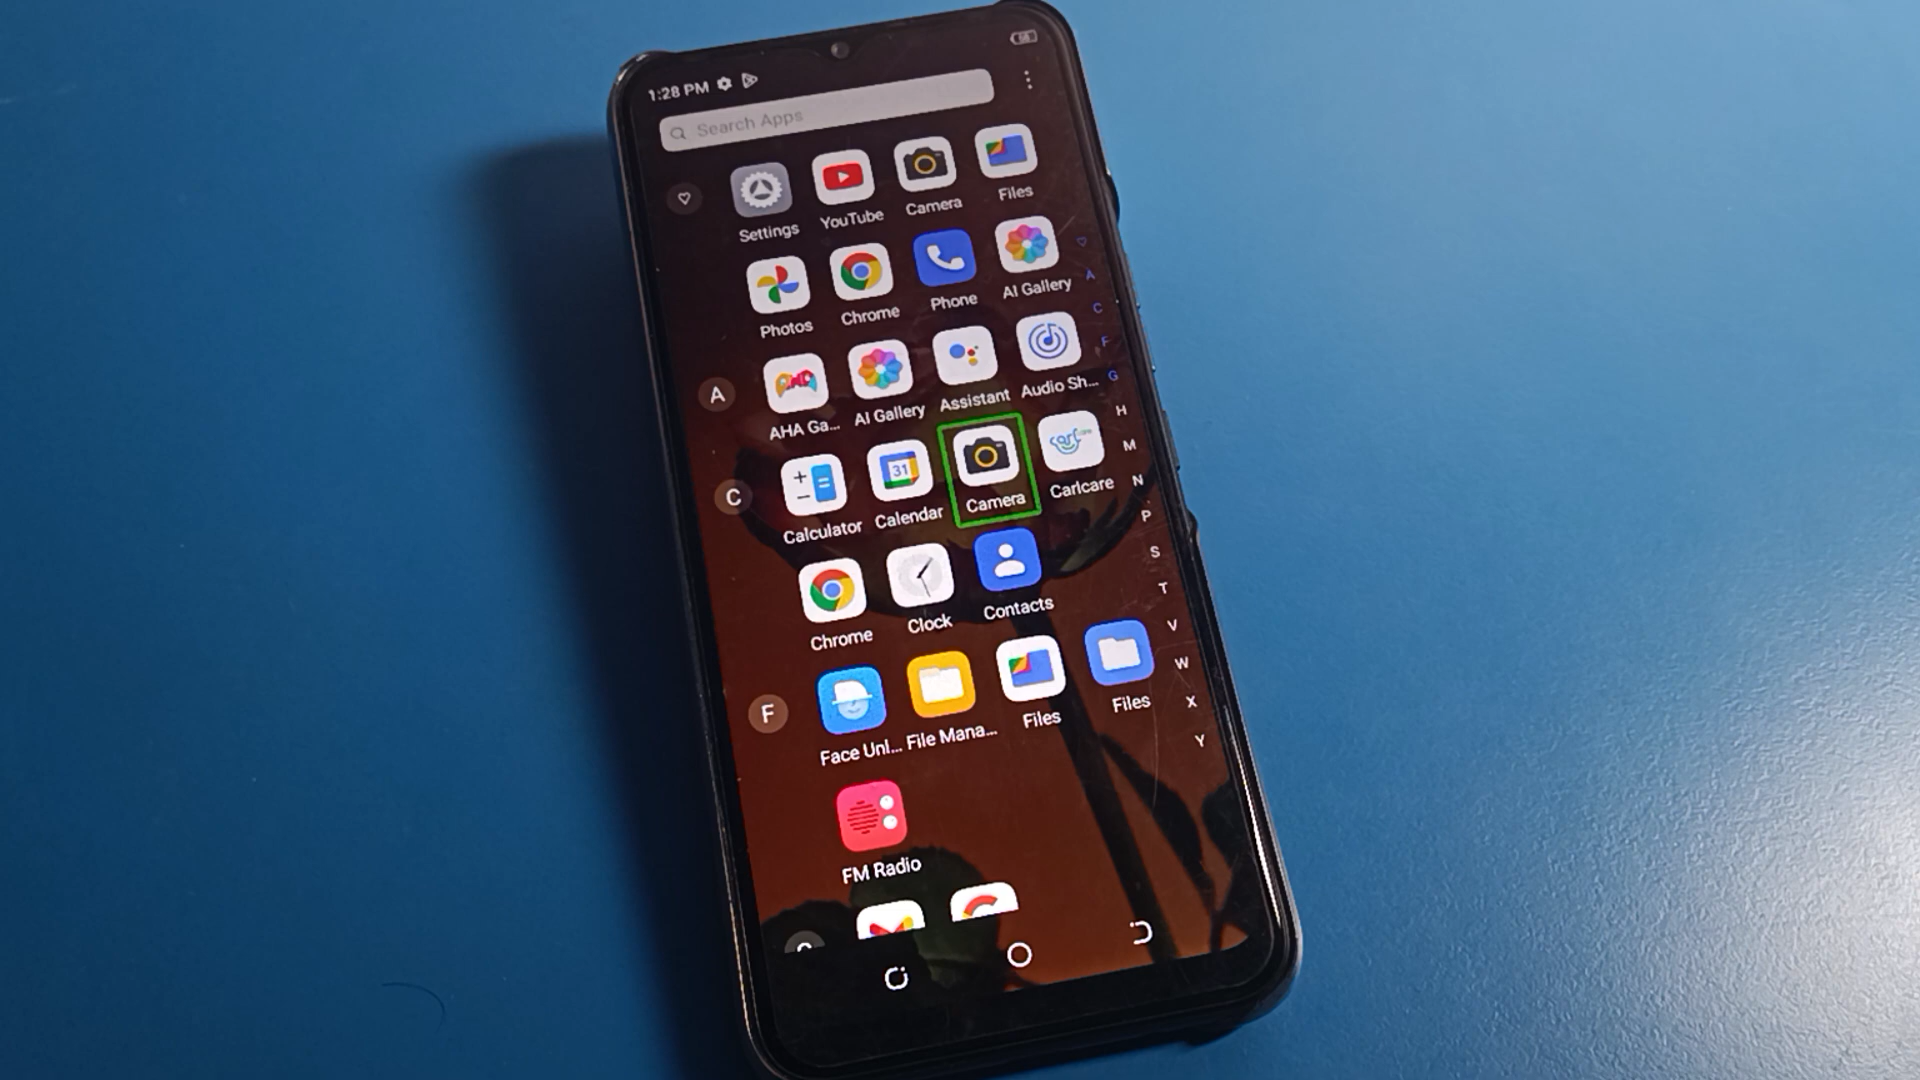 1:28 PM
Search Apps
Settings YouTube Camera Files
Photos Chrome Phone AI Gallery
A
AHA Ga... AI Gallery Assistant Audio Sh...
C
+ - =
31
Calculator Calendar Camera Carlcare
Chrome Clock Contacts
F
Face Unl... File Mana... Files Files
FM Radio
A
C
F
G
H
M
N
P
S
T
V
W
X
Y